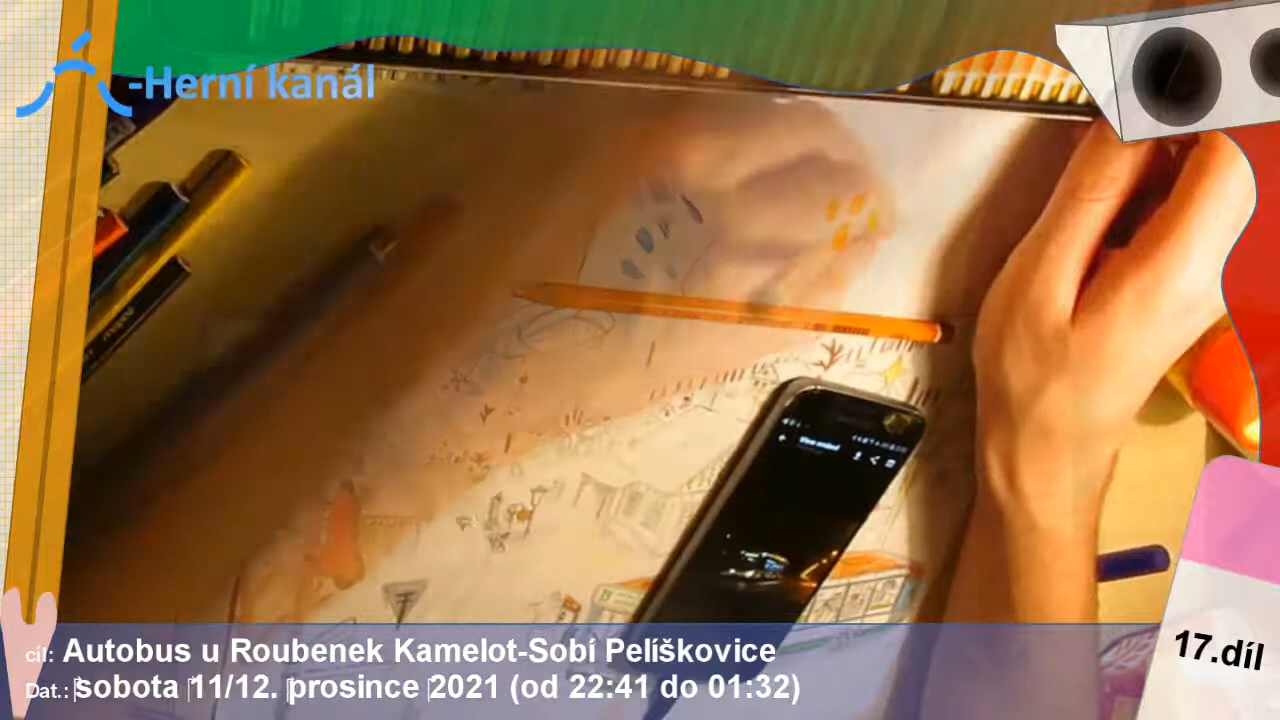 -Herní kanál
cíl: Autobus u Roubenek Kamelot-Sobí Pelíškovice
Dat.: sobota 11/12. prosince 2021 (od 22:41 do 01:32)
17.díl